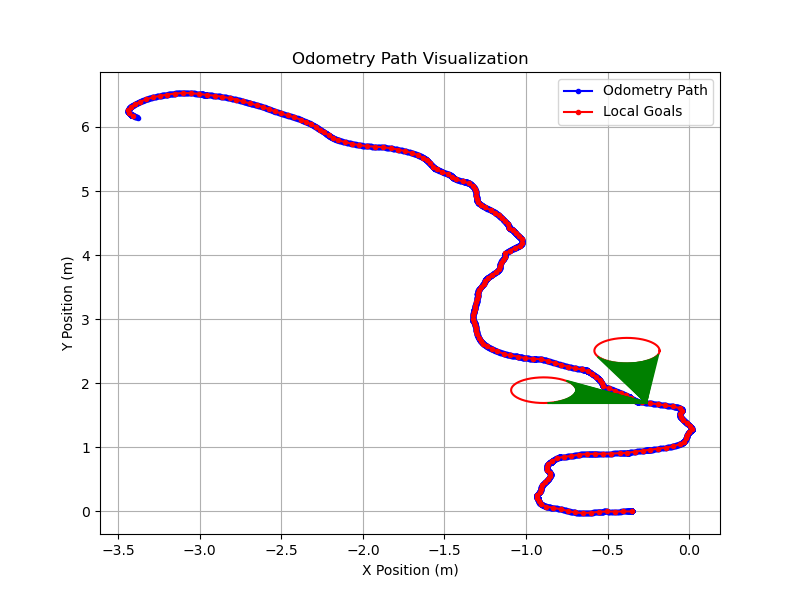 Odometry Path Visualization
Odometry Path
Local Goals
Y Position (m)
6
5
4
3
2
1
0
−3.5 −3.0 −2.5 −2.0 −1.5 −1.0 −0.5 0.0
X Position (m)